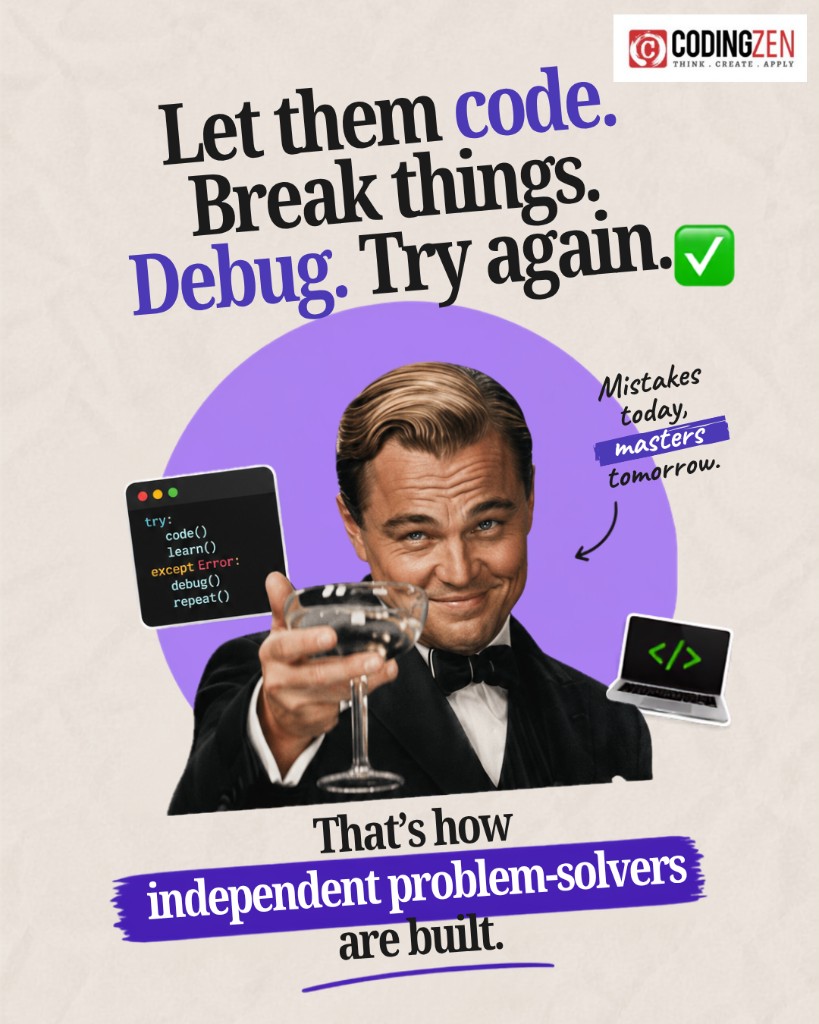 CODINGZEN
THINK . CREATE . APPLY
Let them code.
Break things.
Debug. Try again.
Mistakes
today,
masters
tomorrow.
try:
code()
learn()
except Error:
debug()
repeat()
</>
That's how
independent problem-solvers
are built.